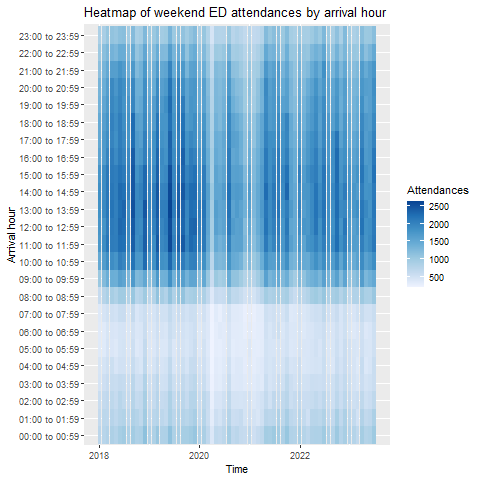 Heatmap of weekend ED attendances by arrival hour
Arrival hour
23:00 to 23:59
22:00 to 22:59
21:00 to 21:59
20:00 to 20:59
19:00 to 19:59
18:00 to 18:59
17:00 to 17:59
16:00 to 16:59
15:00 to 15:59
14:00 to 14:59
13:00 to 13:59
12:00 to 12:59
11:00 to 11:59
10:00 to 10:59
09:00 to 09:59
08:00 to 08:59
07:00 to 07:59
06:00 to 06:59
05:00 to 05:59
04:00 to 04:59
03:00 to 03:59
02:00 to 02:59
01:00 to 01:59
00:00 to 00:59
2018 2020 2022
Time
Attendances
2500
2000
1500
1000
500